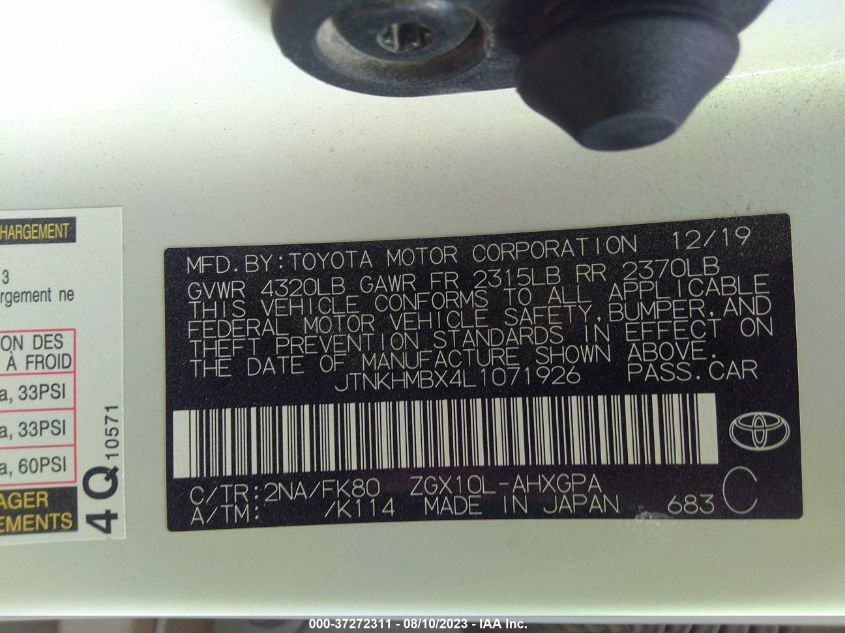 HARGEMENT
3
rgement ne
ON DES
À FROID
a, 33PSI
a, 33PSI
a, 60PSI
AGER
EMENTS
4Q 10571
MFD. BY: TOYOTA MOTOR CORPORATION 12/19
GVWR 4320LB GAWR FR 2315LB RR 2370LB
THIS VEHICLE CONFORMS TO ALL APPLICABLE
FEDERAL MOTOR VEHICLE SAFETY, BUMPER, AND
THEFT PREVENTION STANDARDS IN EFFECT ON
THE DATE OF MANUFACTURE SHOWN ABOVE.
JTNKHMBX4L1071926 PASS. CAR
C/TR: 2NA/FK80 ZGX10L-AHXGPA
A/TM: /K114 MADE IN JAPAN 683 C
000-37272311 - 08/10/2023 - IAA Inc.